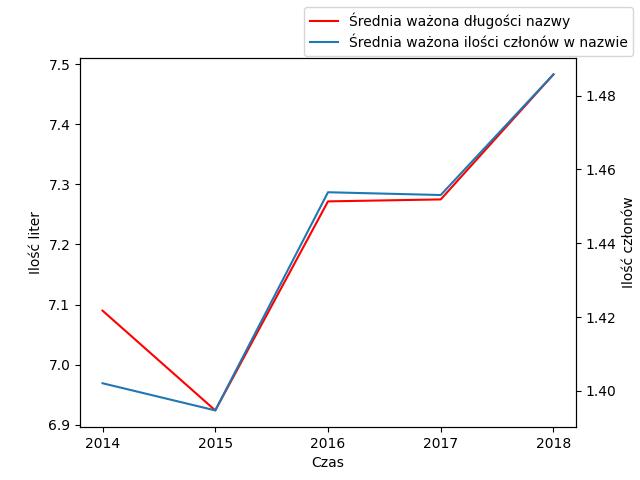 Średnia ważona długości nazwy
Średnia ważona ilości członów w nazwie
7.5
7.4
7.3
7.2
7.1
7.0
6.9
Ilość liter
1.48
1.46
1.44
1.42
1.40
Ilość członów
2014 2015 2016 2017 2018
Czas